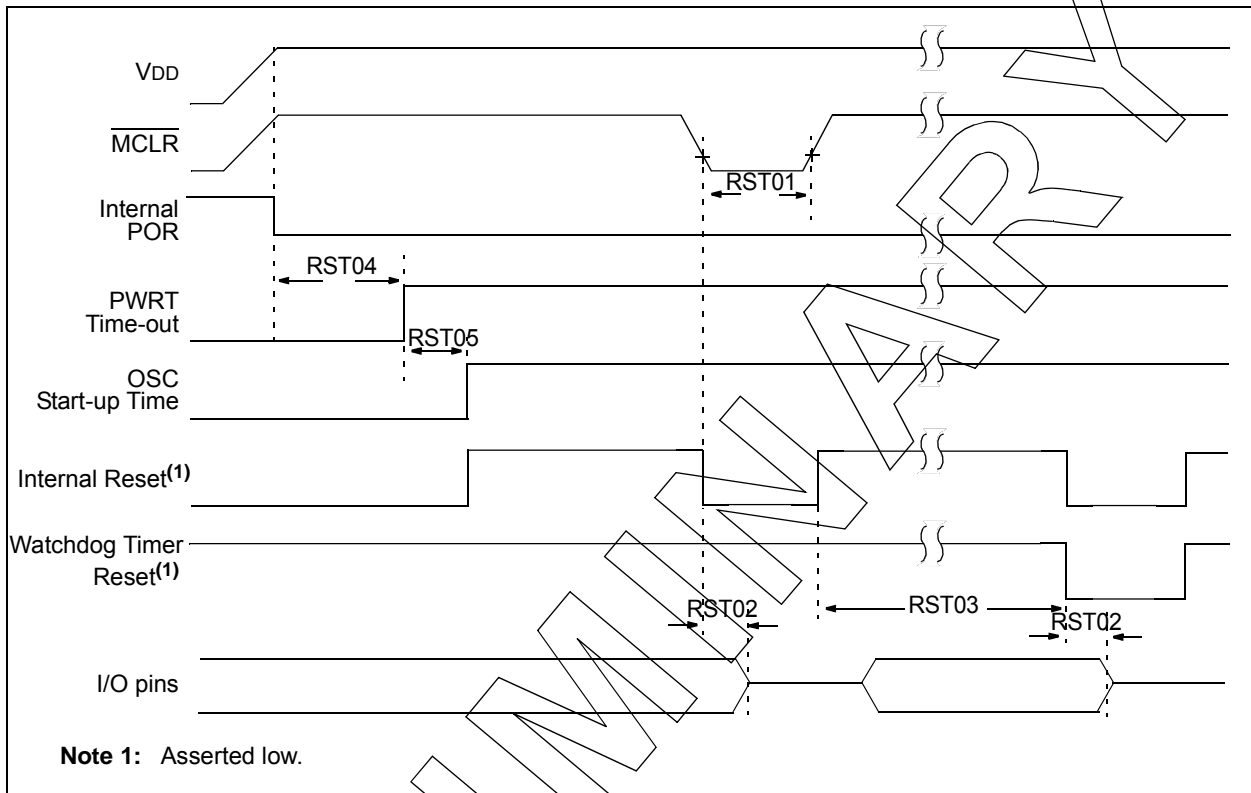 VDD
MCLR
RST01
Internal
POR
RST04
PWRT
Time-out
RST05
OSC
Start-up Time
Internal Reset(1)
Watchdog Timer
Reset(1)
RST02
RST03
RST02
I/O pins
Note 1: Asserted low.
MINARY